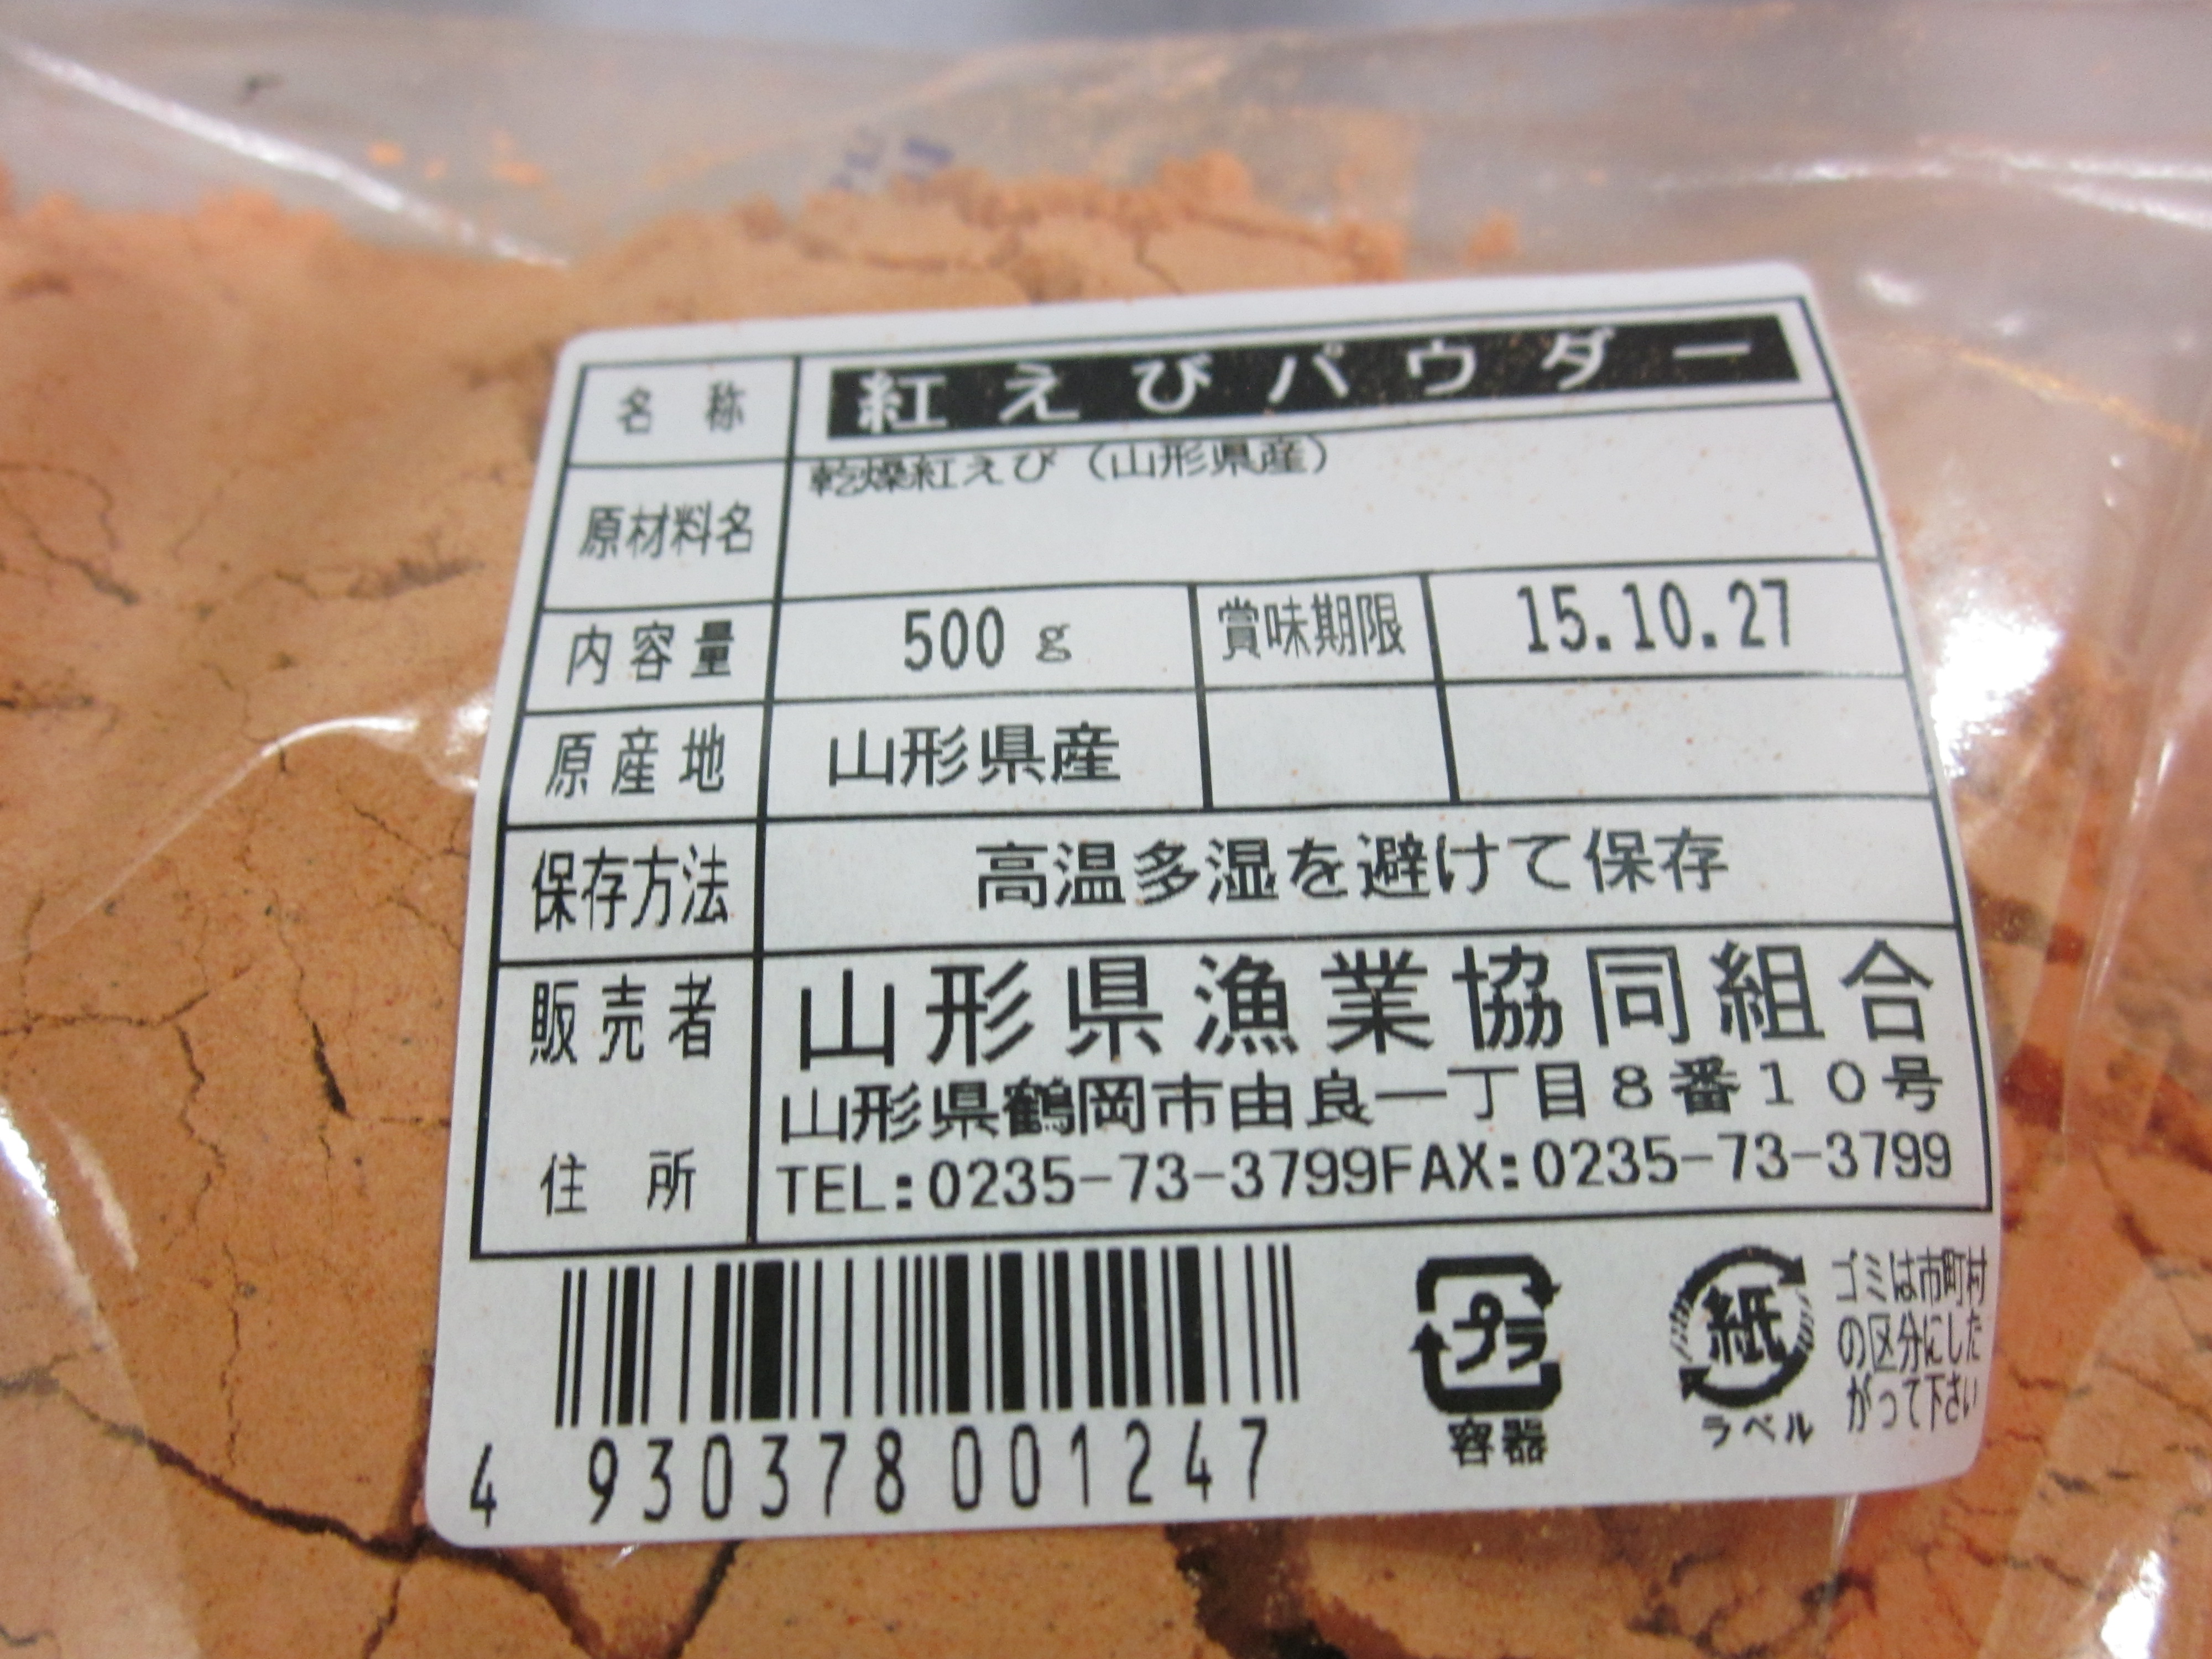 名称 紅えびパウダー
原材料名 乾燥紅えび（山形県産）
内容量 500 g 賞味期限 15.10.27
原産地 山形県産
保存方法 高温多湿を避けて保存
販売者 山形県漁業協同組合
山形県鶴岡市由良一丁目８番１０号
住所 TEL:0235-73-3799FAX:0235-73-3799
プラ
容器
紙
ラベル
ゴミは市町村
の区分にした
がって下さい
4 930378 001247